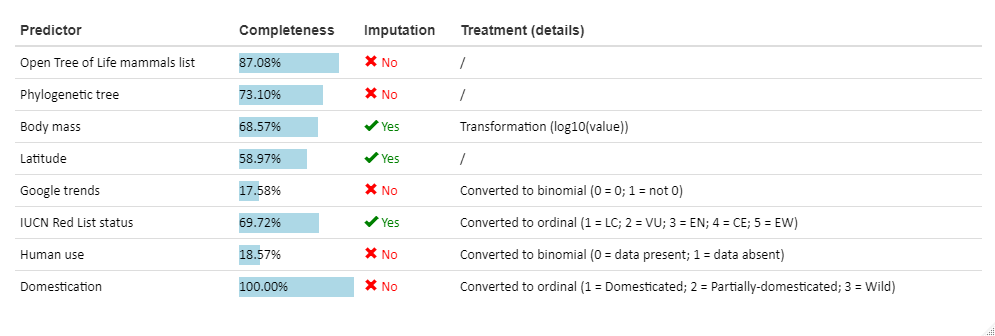 Predictor Completeness Imputation Treatment (details)
Open Tree of Life mammals list 87.08% No /
Phylogenetic tree 73.10% No /
Body mass 68.57% Yes Transformation (log10(value))
Latitude 58.97% Yes /
Google trends 17.58% No Converted to binomial (0 = 0; 1 = not 0)
IUCN Red List status 69.72% Yes Converted to ordinal (1 = LC; 2 = VU; 3 = EN; 4 = CE; 5 = EW)
Human use 18.57% No Converted to binomial (0 = data present; 1 = data absent)
Domestication 100.00% No Converted to ordinal (1 = Domesticated; 2 = Partially-domesticated; 3 = Wild)